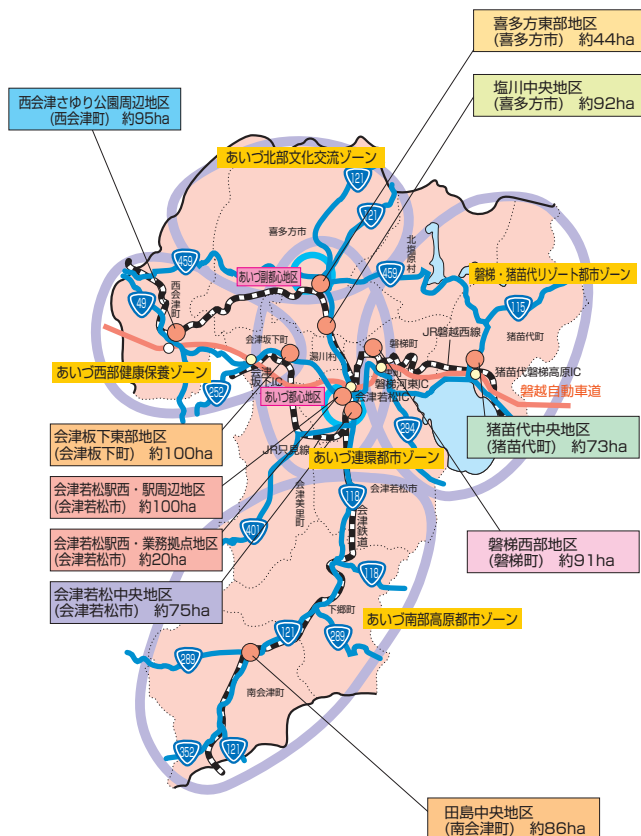 喜多方東部地区
(喜多方市) 約44ha
塩川中央地区
(喜多方市) 約92ha
西会津さゆり公園周辺地区
(西会津町) 約95ha
あいづ北部文化交流ゾーン
121
121
喜多方市
北塩原村
459
あいづ副都心地区
459
磐梯・猪苗代リゾート都市ゾーン
49
西会津町
115
猪苗代町
JR磐越西線
会津坂下町
湯川村
磐梯町
あいづ西部健康保養ゾーン
会津
坂下IC
磐梯河東IC
猪苗代磐梯高原IC
252
あいづ都心地区
会津若松IC
磐越自動車道
294
会津板下東部地区
(会津板下町) 約100ha
JR只見線
あいづ連環都市ゾーン
猪苗代中央地区
(猪苗代町) 約73ha
会津若松駅西・駅周辺地区
(会津若松市) 約100ha
会津美里町
118
会津若松市
401
会津鉄道
会津若松駅西・業務拠点地区
(会津若松市) 約20ha
磐梯西部地区
(磐梯町) 約91ha
会津若松中央地区
(会津若松市) 約75ha
118
下郷町
あいづ南部高原都市ゾーン
121
289
289
南会津町
352
121
田島中央地区
(南会津町) 約86ha